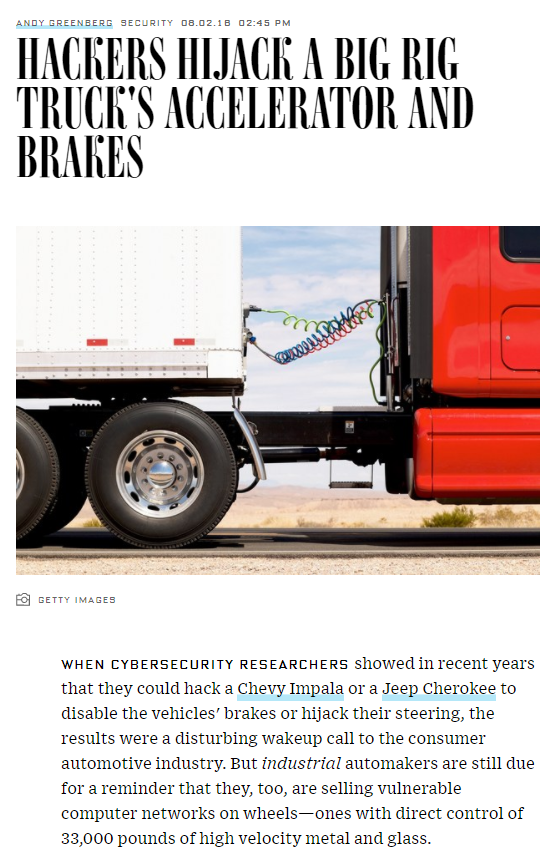 ANDY GREENBERG SECURITY 08.02.16 02:45 PM
HACKERS HIJACK A BIG RIG
TRUCK'S ACCELERATOR AND
BRAKES
GETTY IMAGES
WHEN CYBERSECURITY RESEARCHERS showed in recent years
that they could hack a Chevy Impala or a Jeep Cherokee to
disable the vehicles’ brakes or hijack their steering, the
results were a disturbing wakeup call to the consumer
automotive industry. But industrial automakers are still due
for a reminder that they, too, are selling vulnerable
computer networks on wheels—ones with direct control of
33,000 pounds of high velocity metal and glass.